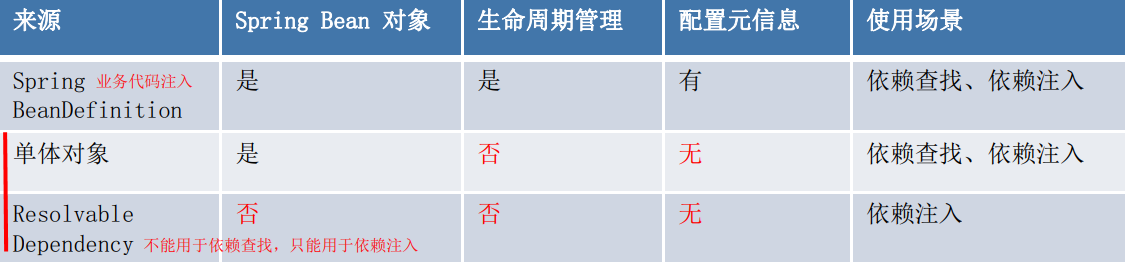 来源 Spring Bean 对象 生命周期管理 配置元信息 使用场景
Spring 业务代码注入 是 是 有 依赖查找、依赖注入
BeanDefinition
单体对象 是 否 无 依赖查找、依赖注入
Resolvable 否 否 无 依赖注入
Dependency 不能用于依赖查找，只能用于依赖注入